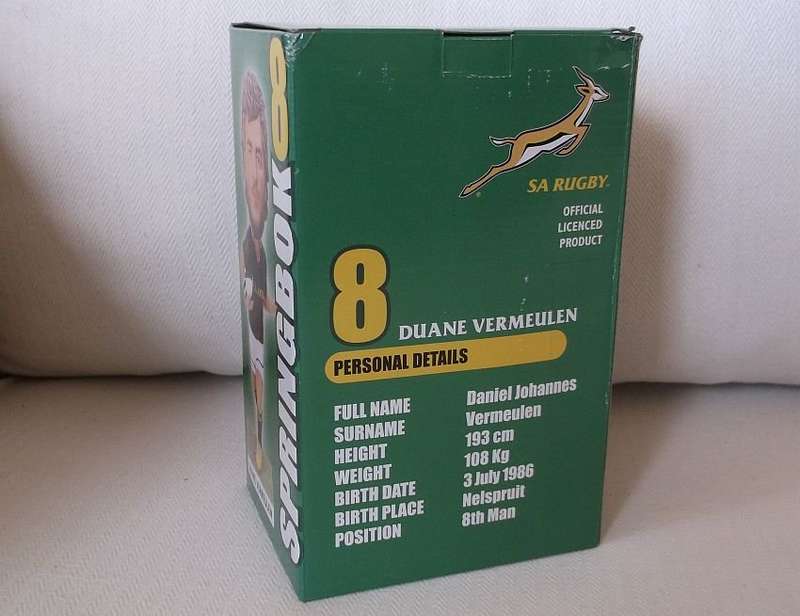 SPRINGBOK 8
SA RUGBY
OFFICIAL
LICENCED
PRODUCT
8 DUANE VERMEULEN
PERSONAL DETAILS
FULL NAME Daniel Johannes
SURNAME Vermeulen
HEIGHT 193 cm
WEIGHT 108 Kg
BIRTH DATE 3 July 1986
BIRTH PLACE Nelspruit
POSITION 8th Man